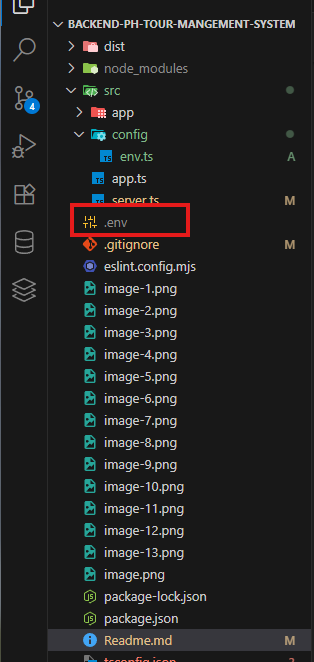 BACKEND-PH-TOUR-MANGEMENT-SYSTEM
dist
node_modules
src
app
config
env.ts A
app.ts
server.ts M
.env
.gitignore M
eslint.config.mjs
image-1.png
image-2.png
image-3.png
image-4.png
image-5.png
image-6.png
image-7.png
image-8.png
image-9.png
image-10.png
image-11.png
image-12.png
image-13.png
image.png
package-lock.json
package.json
Readme.md M
tsconfig.json 2
4